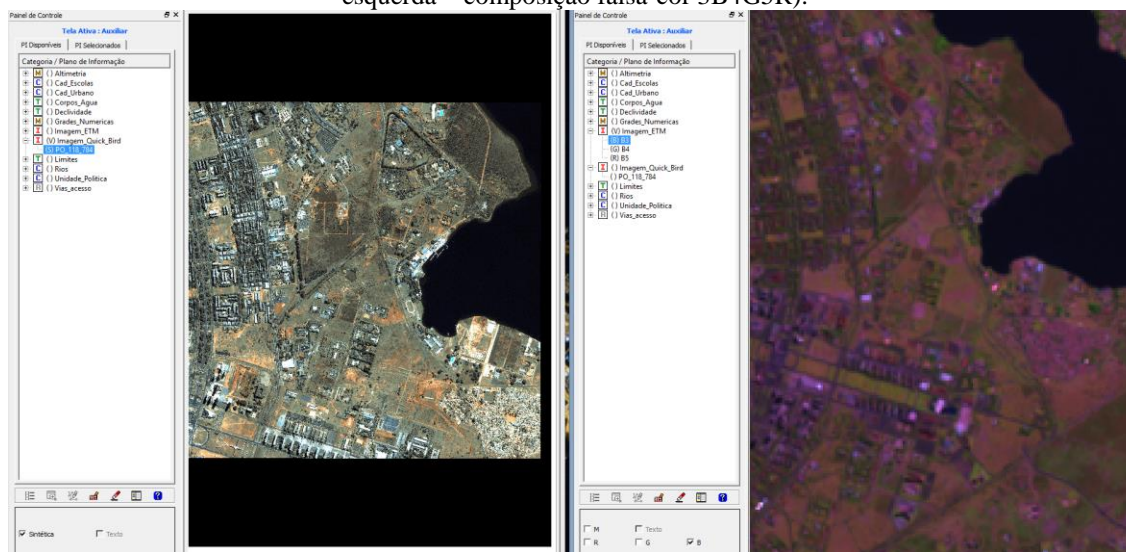 esquerda – composição falsa-cor 3B4G5R).
Painel de Controle
Tela Ativa : Auxiliar
PI Disponíveis
PI Selecionados
Categoria / Plano de Informação
M () Altimetria
C () Cad_Escolas
C () Cad_Urbano
T () Corpos_Agua
T () Declividade
M () Grades_Numericas
I () Imagem_ETM
I (V) Imagem_Quick_Bird
(S) PO_118_784
T () Limites
C () Rios
C () Unidade_Politica
R () Vias_acesso
Sintética
Texto
Painel de Controle
Tela Ativa : Auxiliar
PI Disponíveis
PI Selecionados
Categoria / Plano de Informação
M () Altimetria
C () Cad_Escolas
C () Cad_Urbano
T () Corpos_Agua
T () Declividade
M () Grades_Numericas
I (V) Imagem_ETM
(B) B3
(G) B4
(R) B5
I () Imagem_Quick_Bird
() PO_118_784
T () Limites
C () Rios
C () Unidade_Politica
R () Vias_acesso
M
Texto
R
G
B